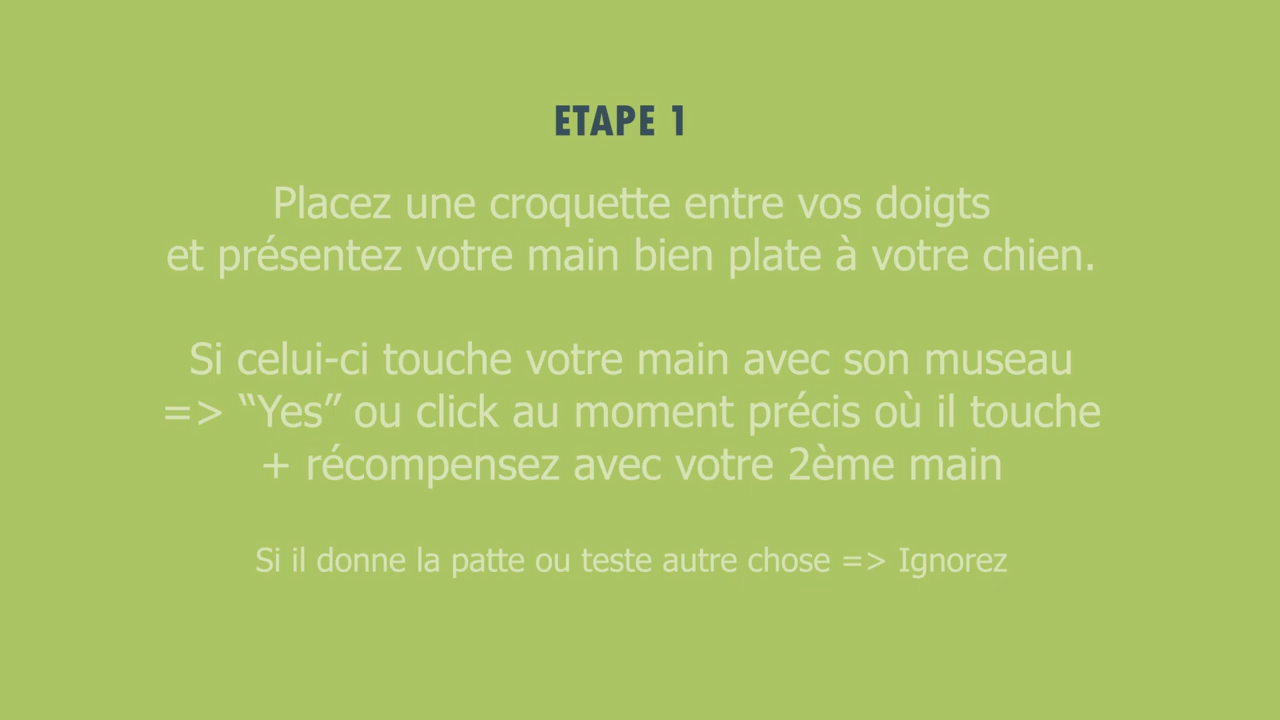 ETAPE 1
Placez une croquette entre vos doigts
et présentez votre main bien plate à votre chien.
Si celui-ci touche votre main avec son museau
=> “Yes” ou click au moment précis où il touche
+ récompensez avec votre 2ème main
Si il donne la patte ou teste autre chose => Ignorez